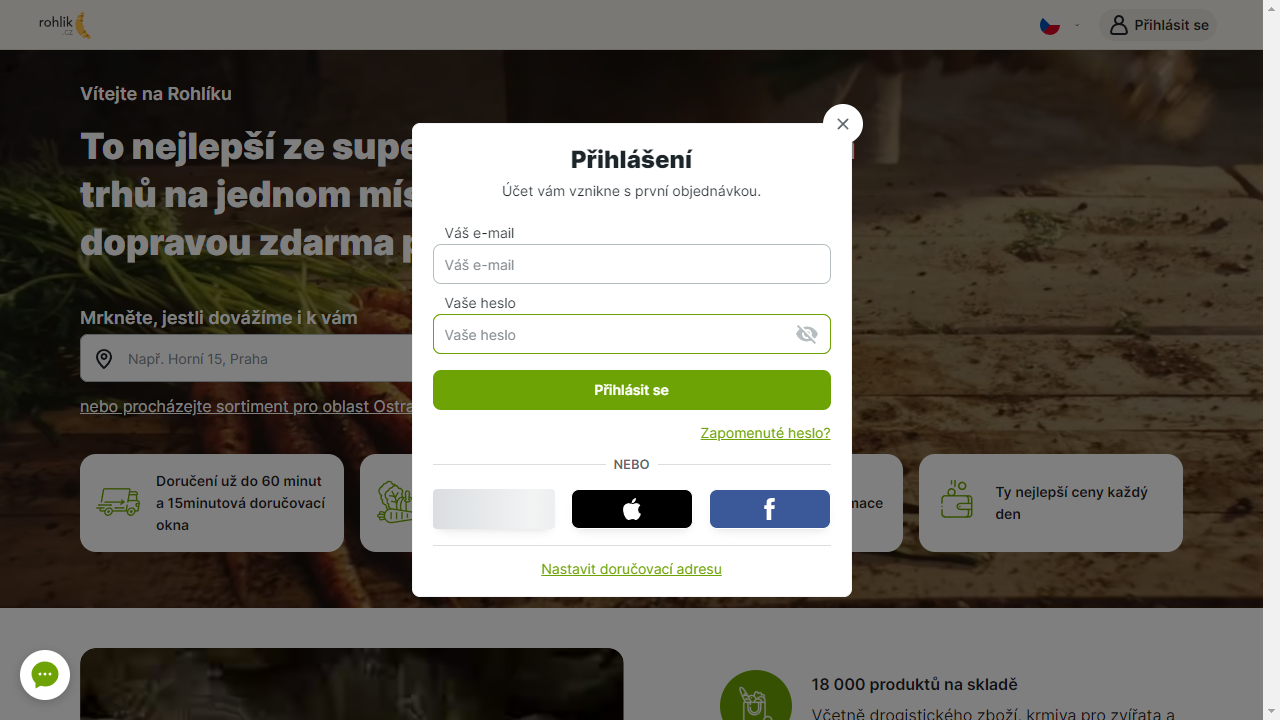 rohlik
.cz
Přihlásit se
Vítejte na Rohlíku
To nejlepší ze supe
trhů na jednom mís
dopravou zdarma p
Mrkněte, jestli dovážíme i k vám
Např. Horní 15, Praha
nebo procházejte sortiment pro oblast Ostra
Doručení už do 60 minut
a 15minutová doručovací
okna
mace
Ty nejlepší ceny každý
den
Přihlášení
Účet vám vznikne s první objednávkou.
Váš e-mail
Váš e-mail
Vaše heslo
Vaše heslo
Přihlásit se
Zapomenuté heslo?
NEBO
Nastavit doručovací adresu
18 000 produktů na skladě
Včetně drogistického zboží, krmiva pro zvířata a